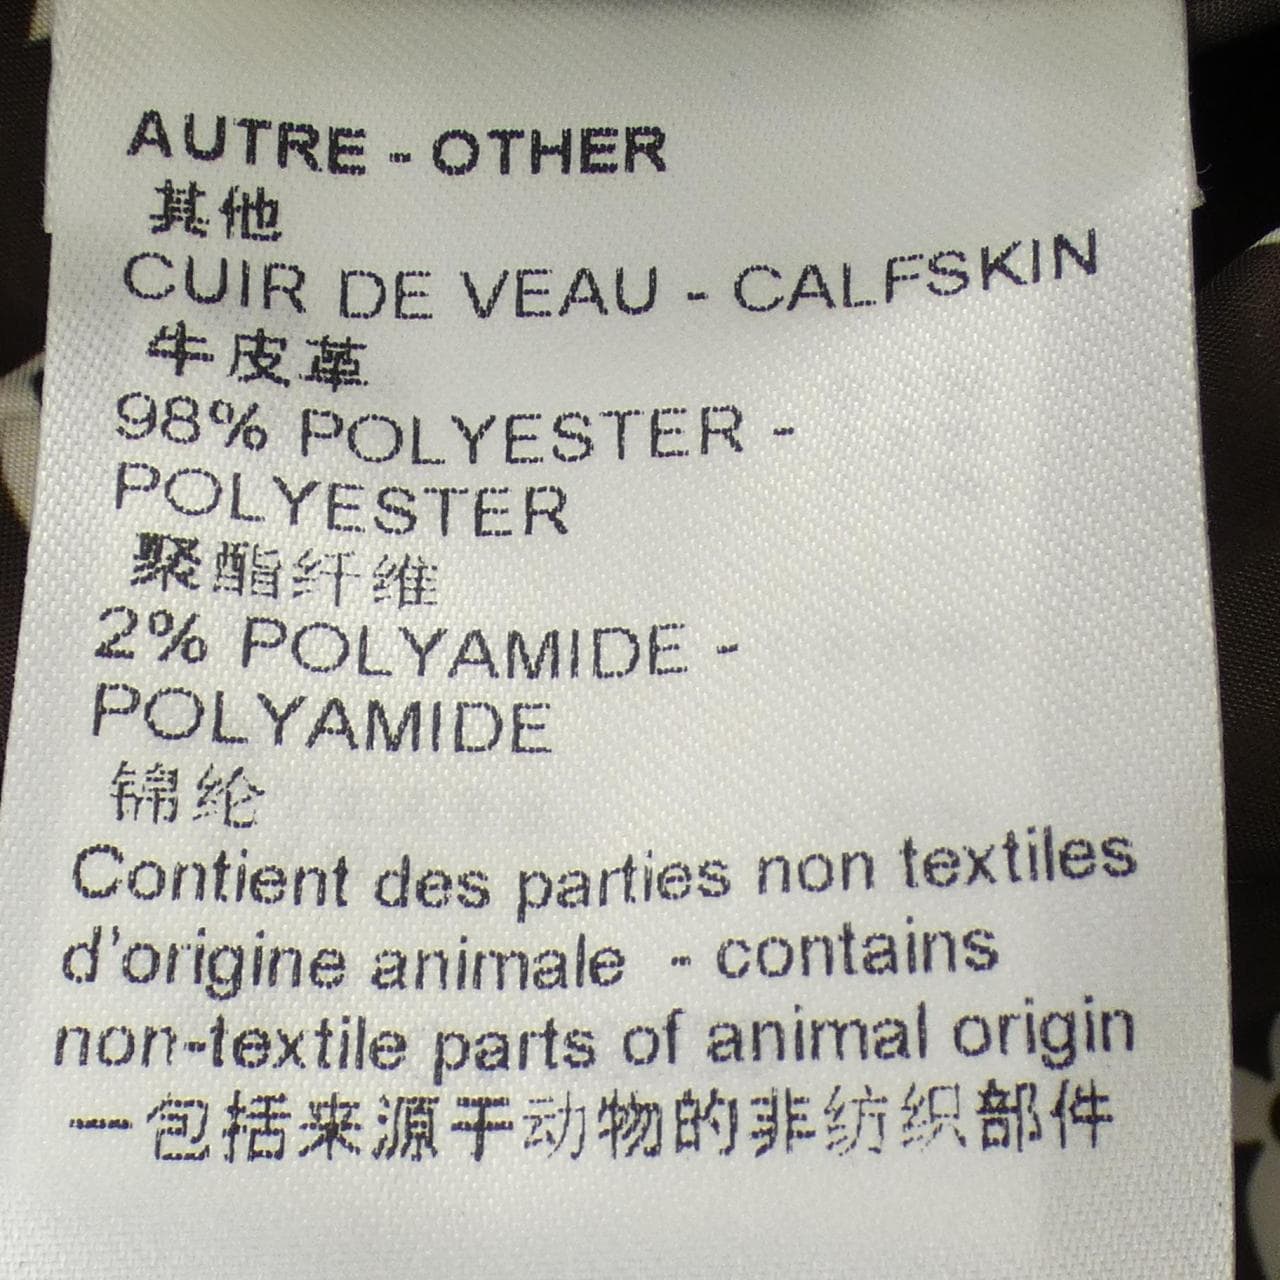 AUTRE - OTHER
其他
CUIR DE VEAU - CALFSKIN
牛皮革
98% POLYESTER -
POLYESTER
聚酯纤维
2% POLYAMIDE -
POLYAMIDE
锦纶
Contient des parties non textiles
d'origine animale - contains
non-textile parts of animal origin
一包括来源于动物的非纺织部件